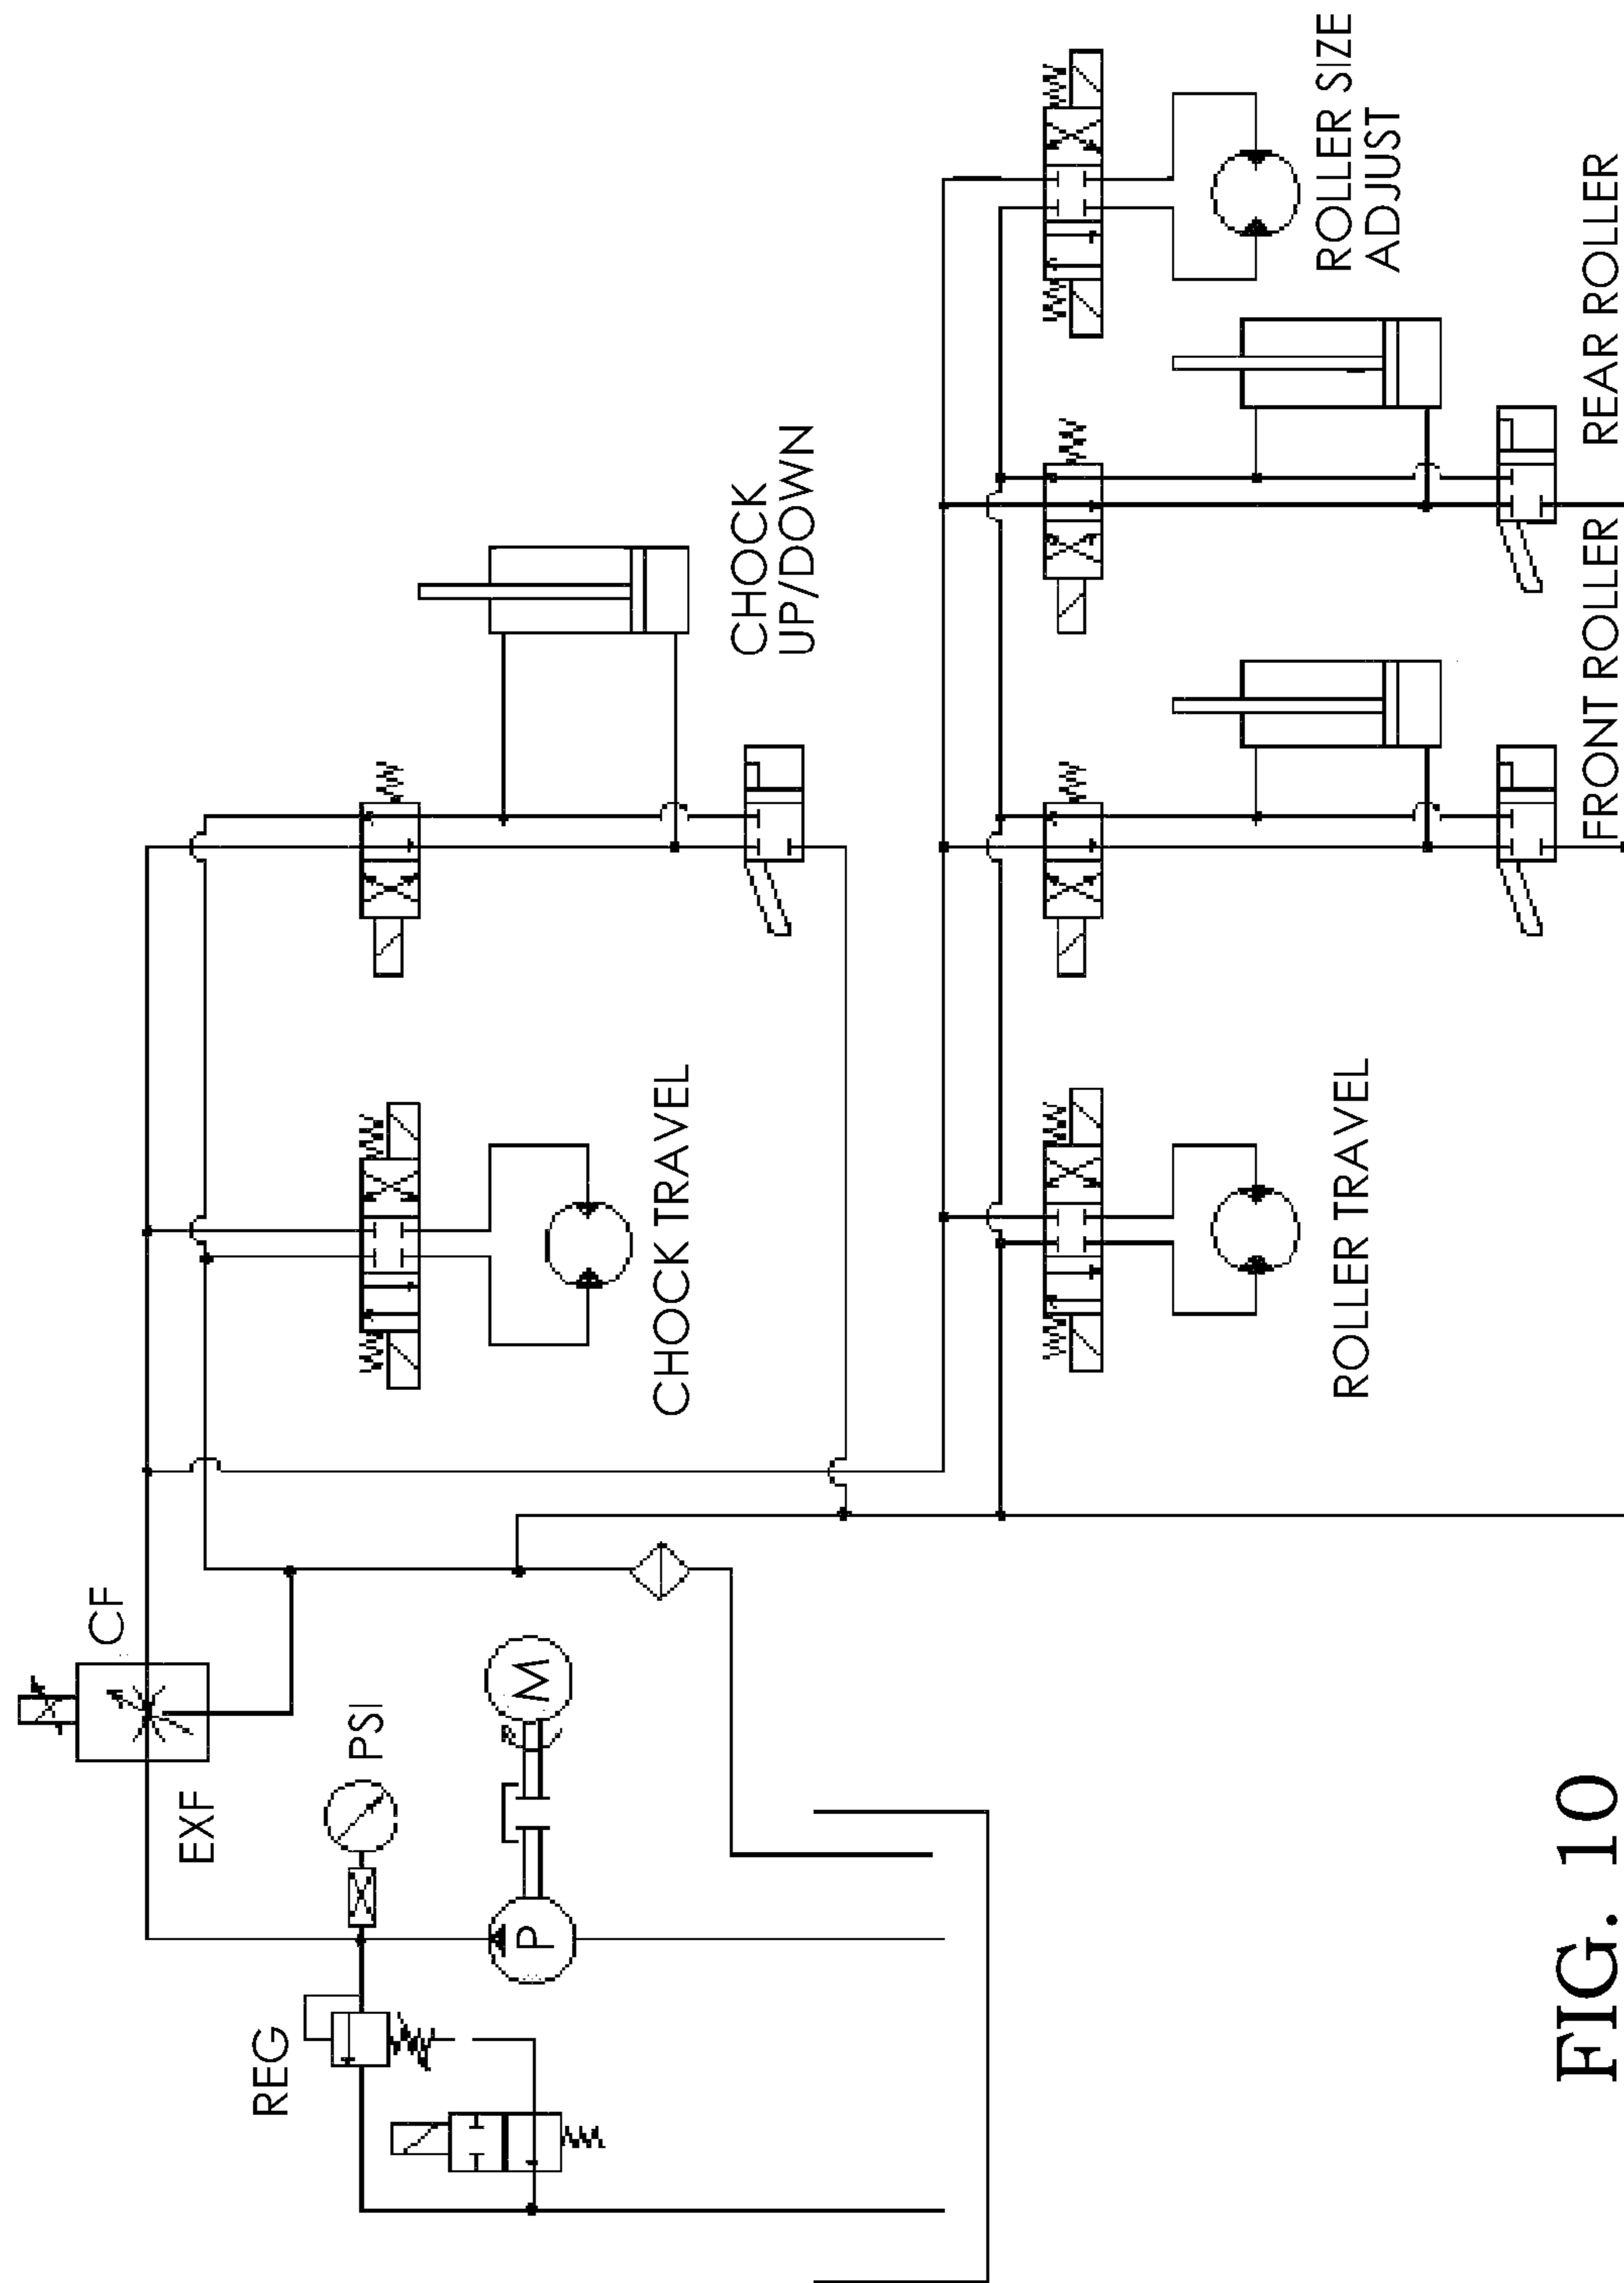 CF
EXF
PSI
REG
M
P
CHOCK TRAVEL
CHOCK
UP/DOWN
ROLLER TRAVEL
FRONT ROLLER
REAR ROLLER
ROLLER SIZE
ADJUST
FIG. 10